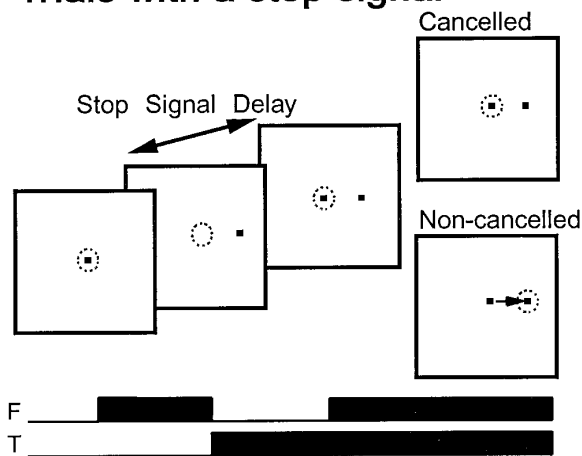 Trials with a stop signal
Cancelled
Stop Signal Delay
Non-cancelled
F
T